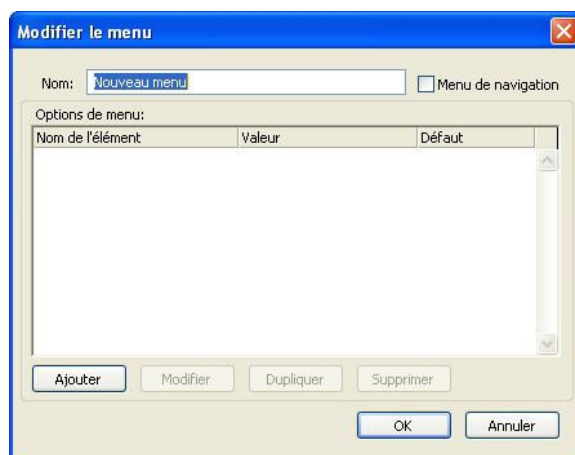 Modifier le menu
Nom: Nouveau menu Menu de navigation
Options de menu:
Nom de l'élément Valeur Défaut
Ajouter Modifier Dupliquer Supprimer
OK Annuler